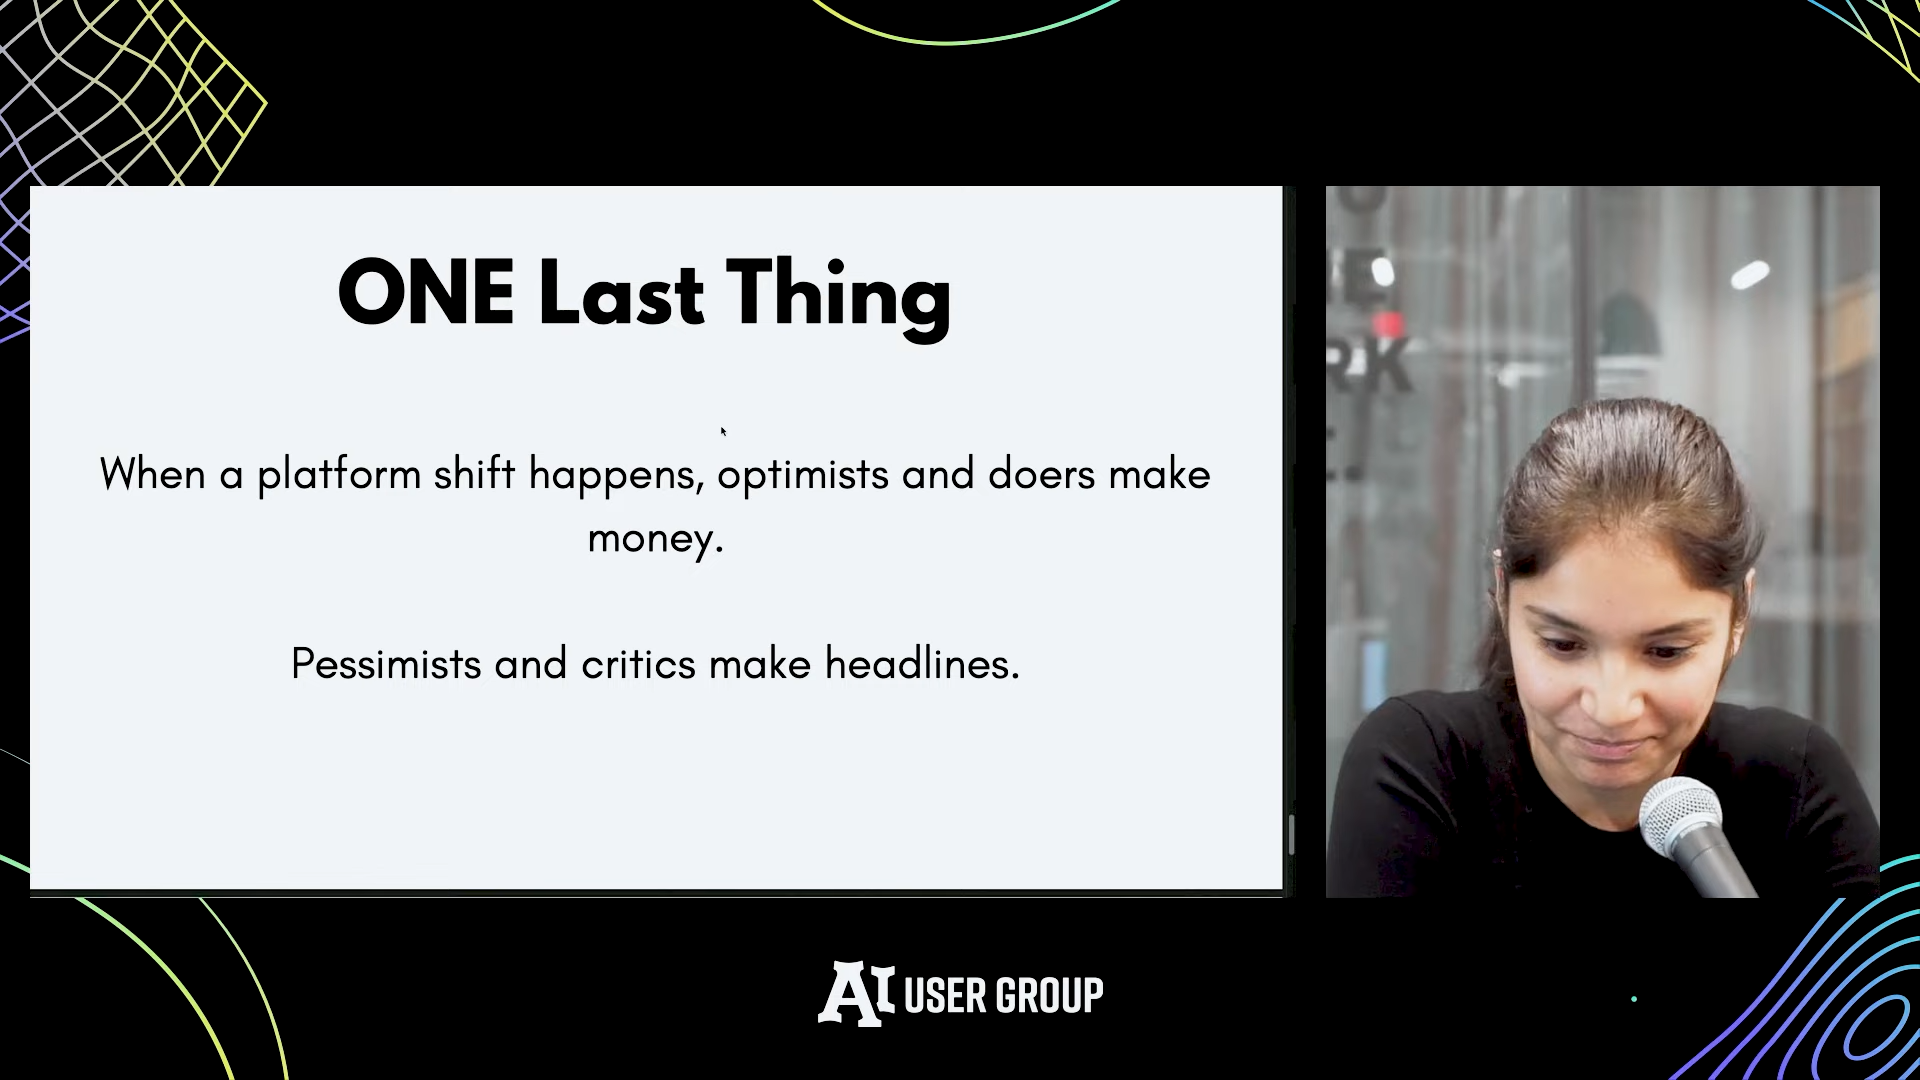 ONE Last Thing
When a platform shift happens, optimists and doers make
money.
Pessimists and critics make headlines.
RK
AI USER GROUP